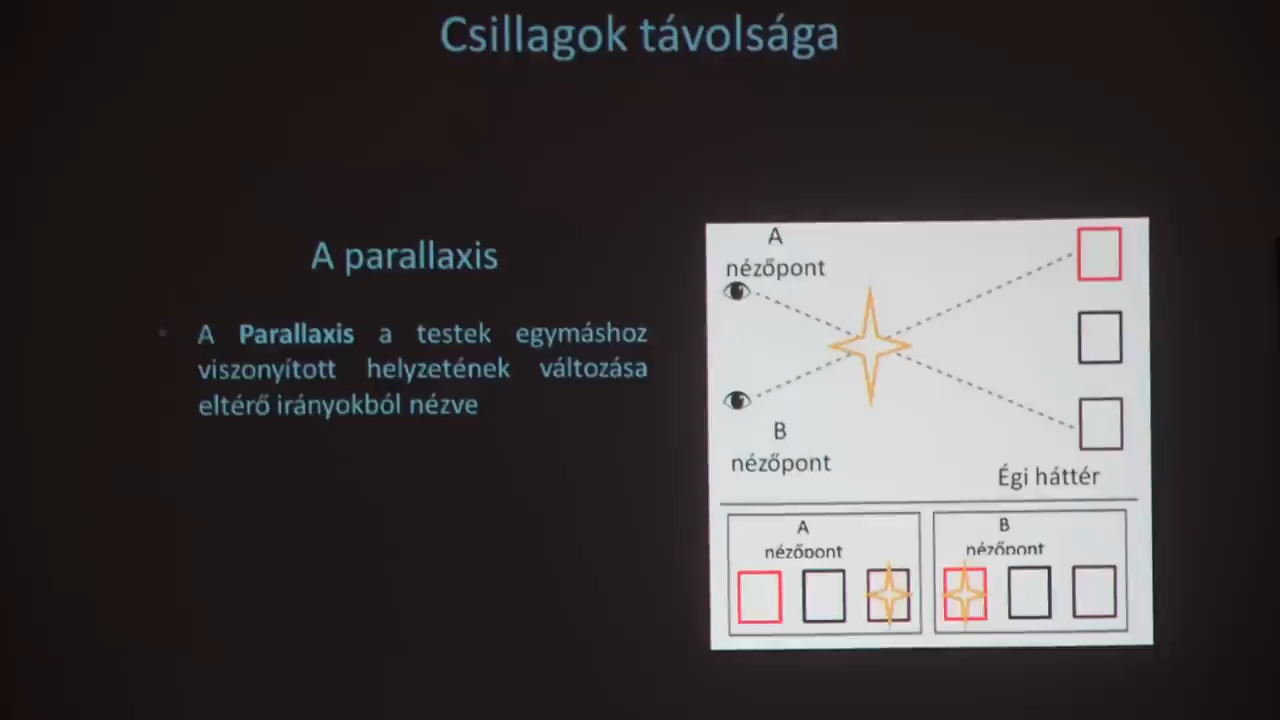 Csillagok távolsága
A parallaxis
A Parallaxis a testek egymáshoz
viszonyított helyzetének változása
eltérő irányokból nézve
A
nézőpont
B
nézőpont
Égi háttér
A
nézőpont
B
nézőpont